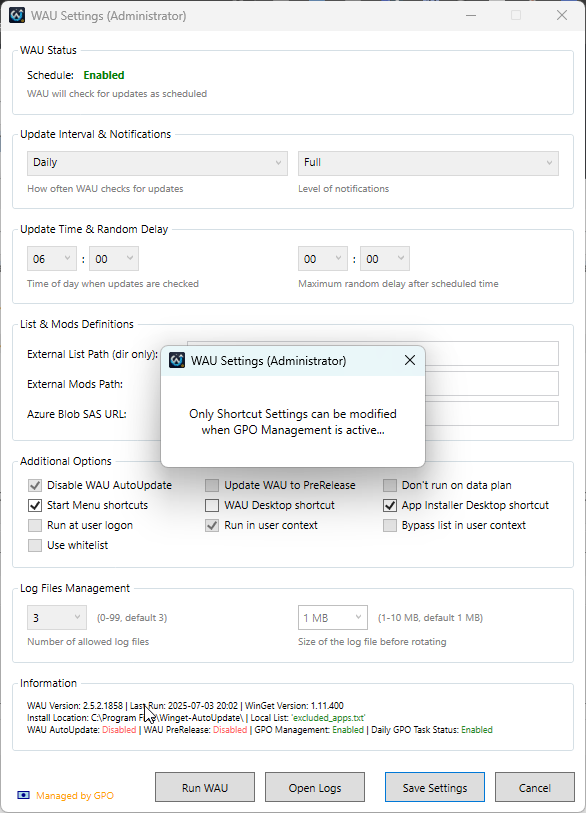 WAU Settings (Administrator)
WAU Status
Schedule: Enabled
WAU will check for updates as scheduled
Update Interval & Notifications
Daily
Full
How often WAU checks for updates
Level of notifications
Update Time & Random Delay
06 : 00
00 : 00
Time of day when updates are checked
Maximum random delay after scheduled time
List & Mods Definitions
External List Path (dir only):
External Mods Path:
Azure Blob SAS URL:
WAU Settings (Administrator)
Only Shortcut Settings can be modified
when GPO Management is active...
Additional Options
Disable WAU AutoUpdate
Update WAU to PreRelease
Don't run on data plan
Start Menu shortcuts
WAU Desktop shortcut
App Installer Desktop shortcut
Run at user logon
Run in user context
Bypass list in user context
Use whitelist
Log Files Management
3 (0-99, default 3)
1 MB (1-10 MB, default 1 MB)
Number of allowed log files
Size of the log file before rotating
Information
WAU Version: 2.5.2.1858 | Last Run: 2025-07-03 20:02 | WinGet Version: 1.11.400
Install Location: C:\Program Files\Winget-AutoUpdate\ | Local List: 'excluded_apps.txt'
WAU AutoUpdate: Disabled | WAU PreRelease: Disabled | GPO Management: Enabled | Daily GPO Task Status: Enabled
Managed by GPO
Run WAU
Open Logs
Save Settings
Cancel